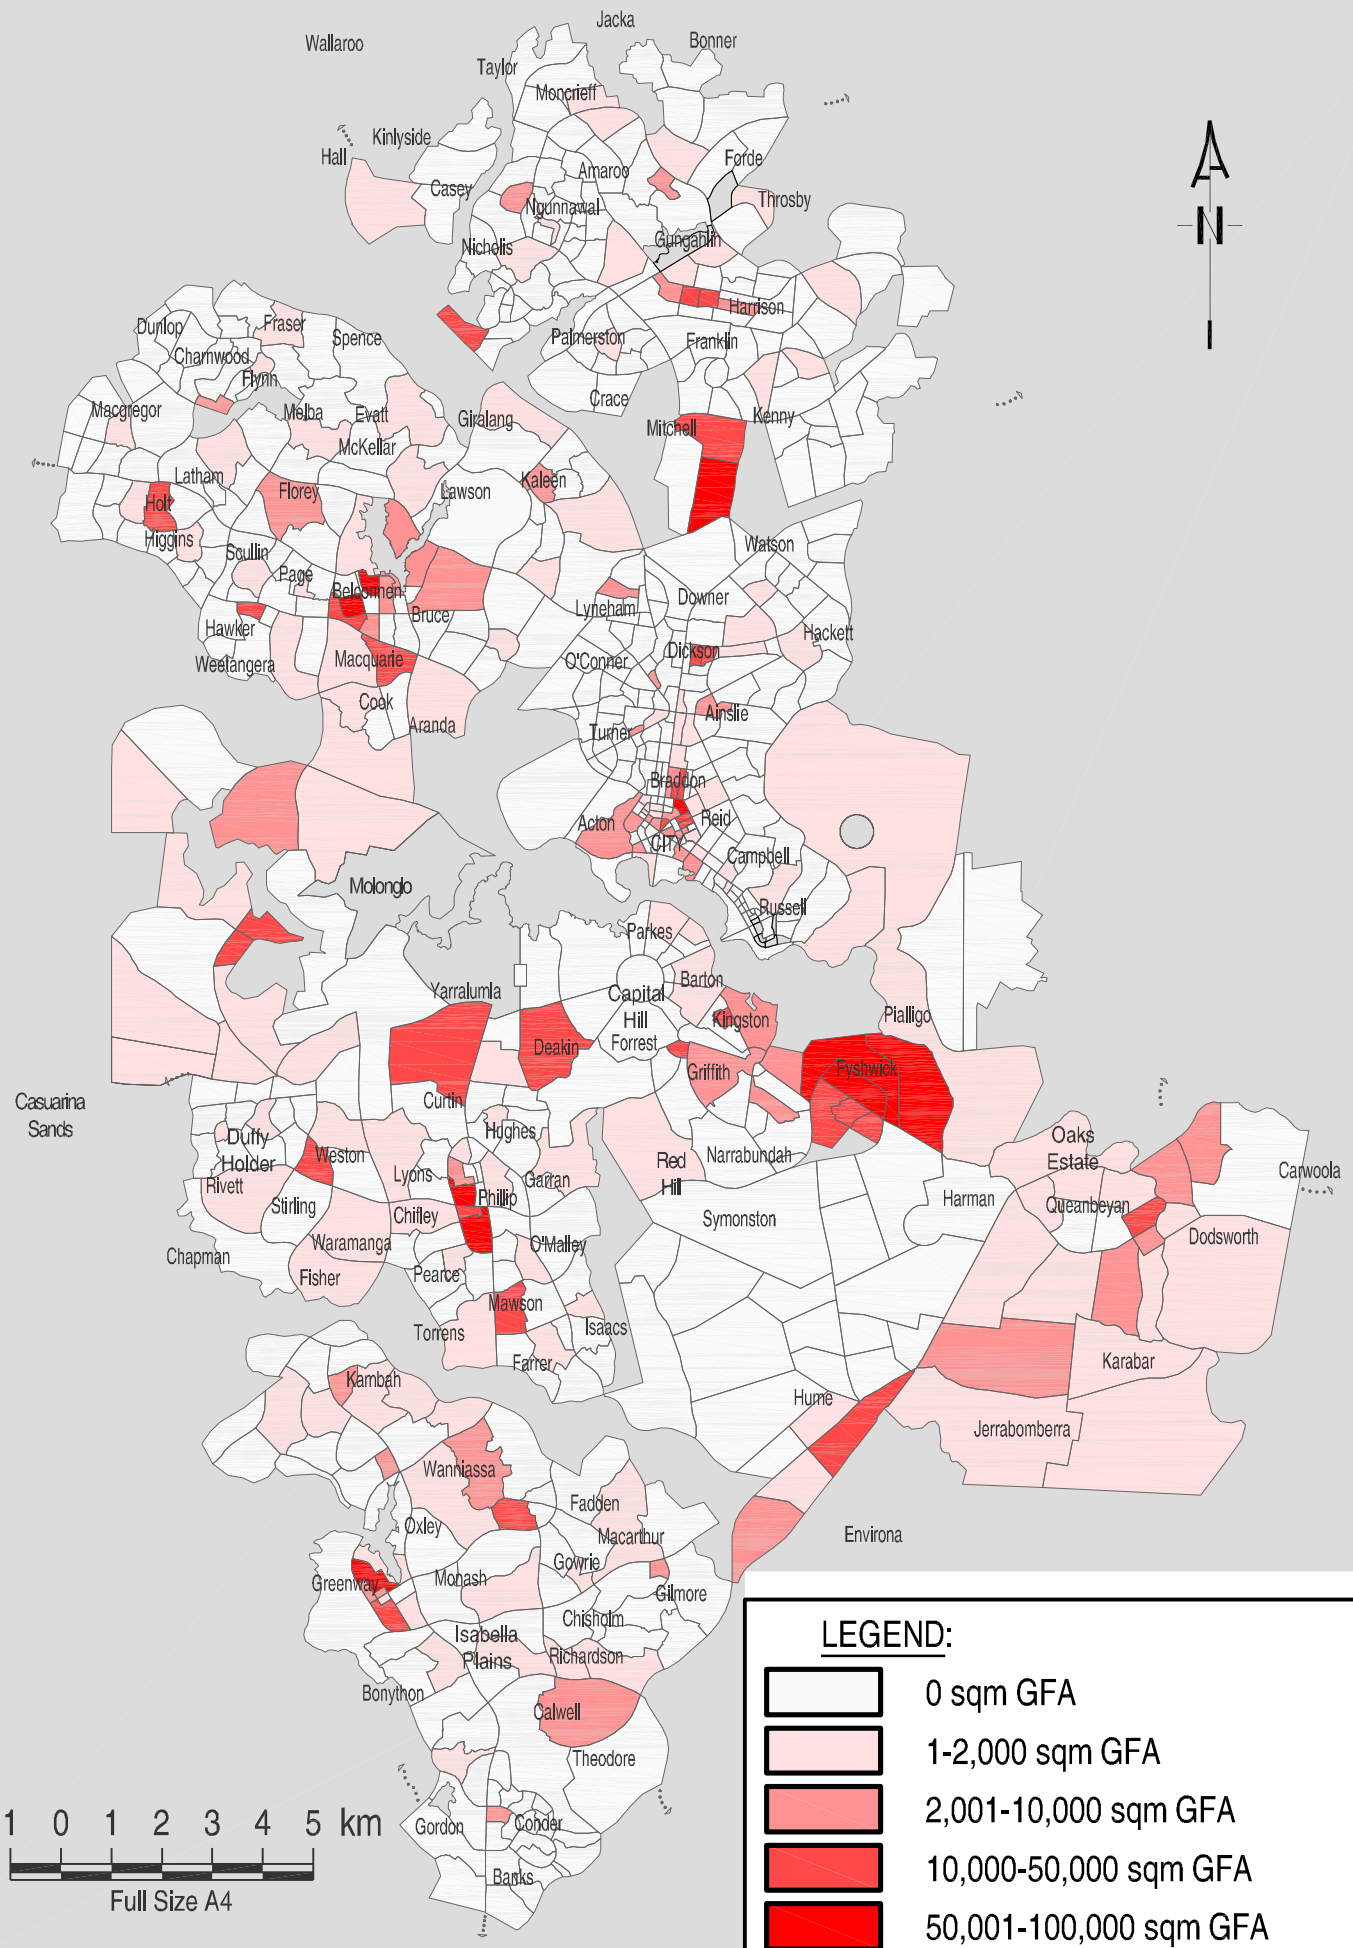 Jacka
Wallaroo
Bonner
Taylor
Moncrieff
Kinlyside
Hall
Forde
Amaroo
Casey
Throsby
Ngunnawal
N
Gungahlin
Nicholls
Harrison
Dunlop
Fraser
Spence
Palmerston
Franklin
Charnwood
Flynn
Crace
Macgregor
Melba
Evatt
Giralang
Kenny
Mitchell
McKellar
Latham
Kaleen
Florey
Lawson
Holt
Higgins
Watson
Scullin
Page
Belconnen
Downer
Lyneham
Bruce
Hawker
Hackett
Dickson
Weetangera
Macquarie
O'Conner
Cook
Ainslie
Aranda
Turner
Braddon
Acton
Reid
CITY
Campbell
Molonglo
Russell
Parkes
Barton
Yarralumla
Capital
Hill
Kingston
Pialligo
Forrest
Deakin
Griffith
Fyshwick
Casuarina
Sands
Curtin
Hughes
Duffy
Holder
Weston
Narrabundah
Oaks
Estate
Red
Hill
Carwoola
Lyons
Garran
Rivett
Phillip
Harman
Stirling
Queanbeyan
Chifley
Symonston
Waramanga
O'Malley
Dodsworth
Chapman
Pearce
Fisher
Mawson
Torrens
Isaacs
Farrer
Karabar
Kambah
Hume
Jerrabomberra
Wanniassa
Fadden
Oxley
Macarthur
Environa
Gowrie
Greenway
Monash
Gilmore
Chisholm
Isabella
Plains
Richardson
Bonython
Calwell
Theodore
Gordon
Conder
Banks
1 0 1 2 3 4 5 km
Full Size A4
LEGEND:
0 sqm GFA
1-2,000 sqm GFA
2,001-10,000 sqm GFA
10,000-50,000 sqm GFA
50,001-100,000 sqm GFA